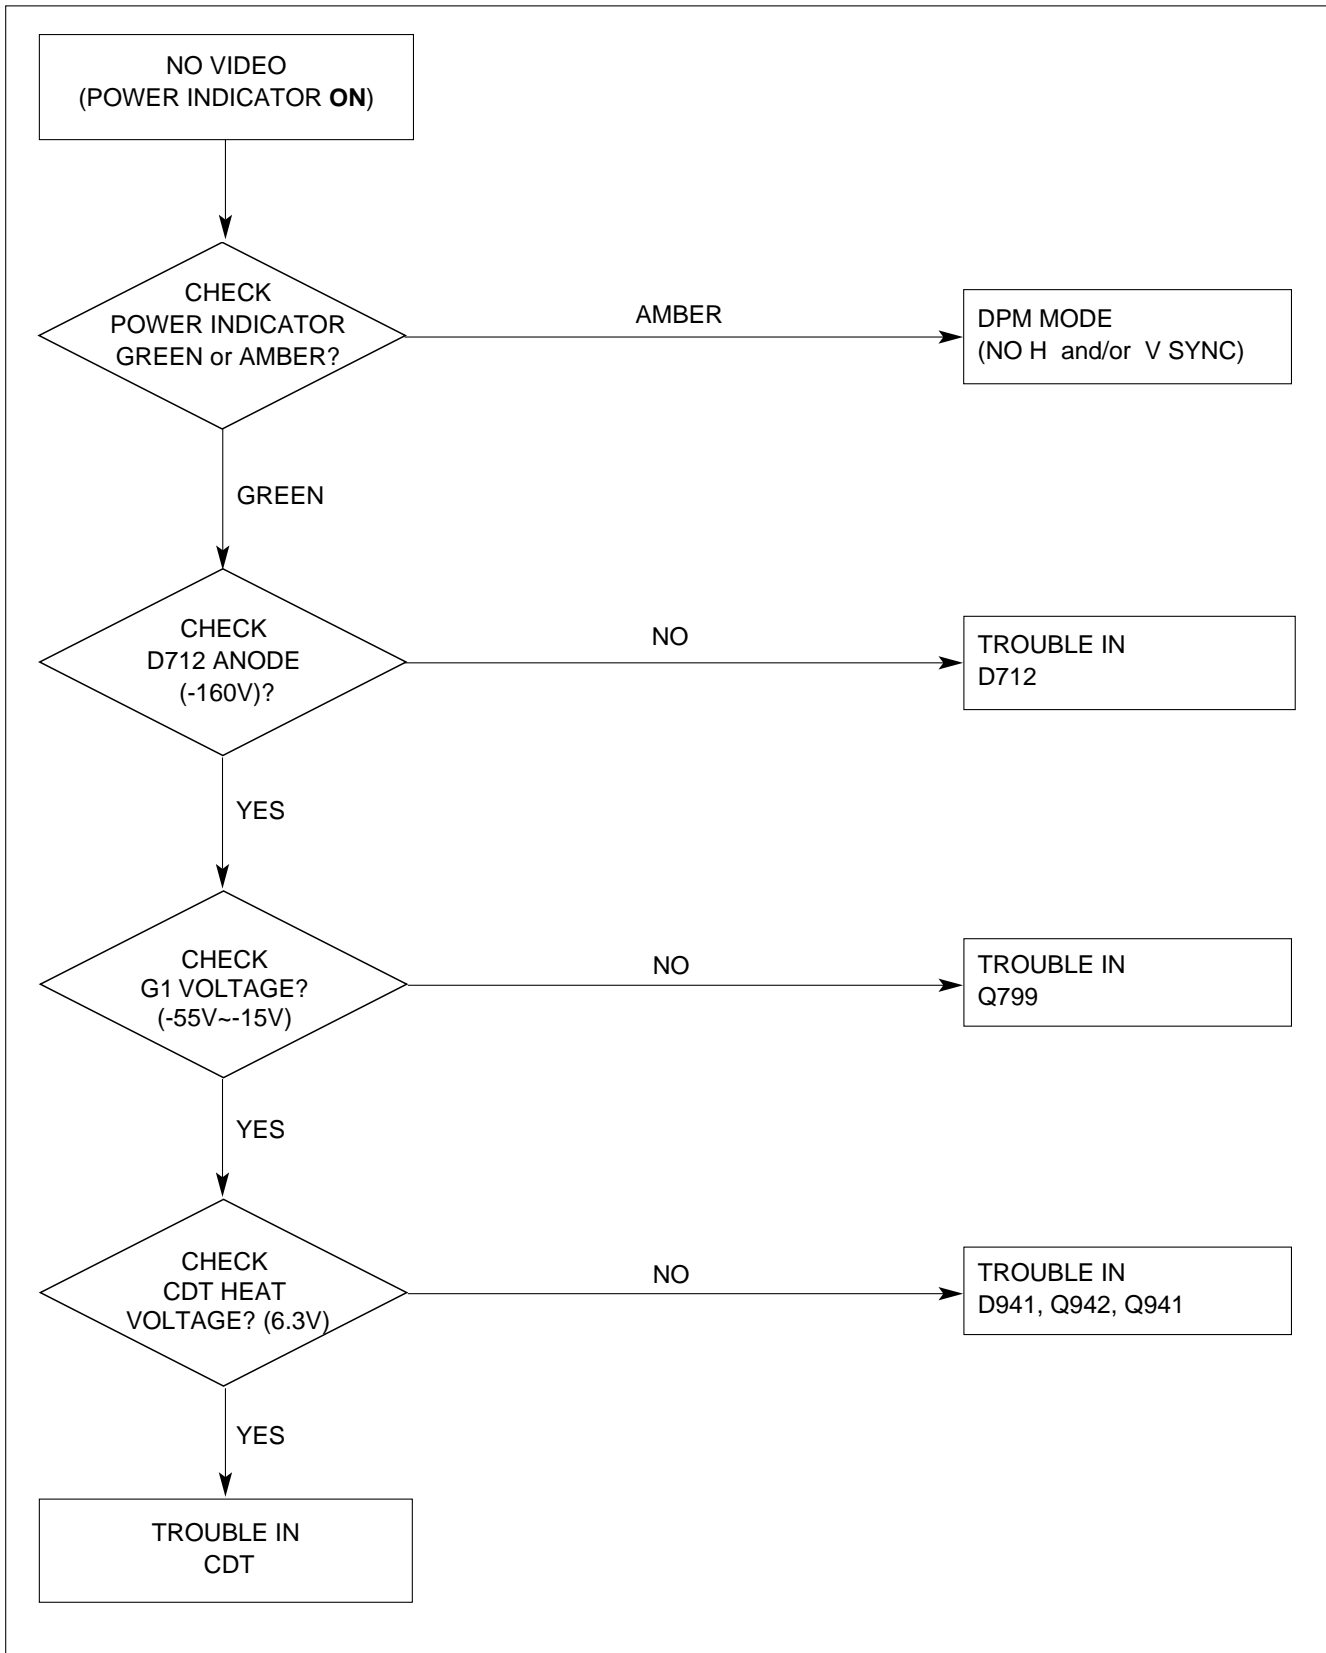 NO VIDEO
(POWER INDICATOR ON)
CHECK
POWER INDICATOR
GREEN or AMBER?
AMBER
DPM MODE
(NO H and/or V SYNC)
GREEN
CHECK
D712 ANODE
(-160V)?
NO
TROUBLE IN
D712
YES
CHECK
G1 VOLTAGE?
(-55V~-15V)
NO
TROUBLE IN
Q799
YES
CHECK
CDT HEAT
VOLTAGE? (6.3V)
NO
TROUBLE IN
D941, Q942, Q941
YES
TROUBLE IN
CDT